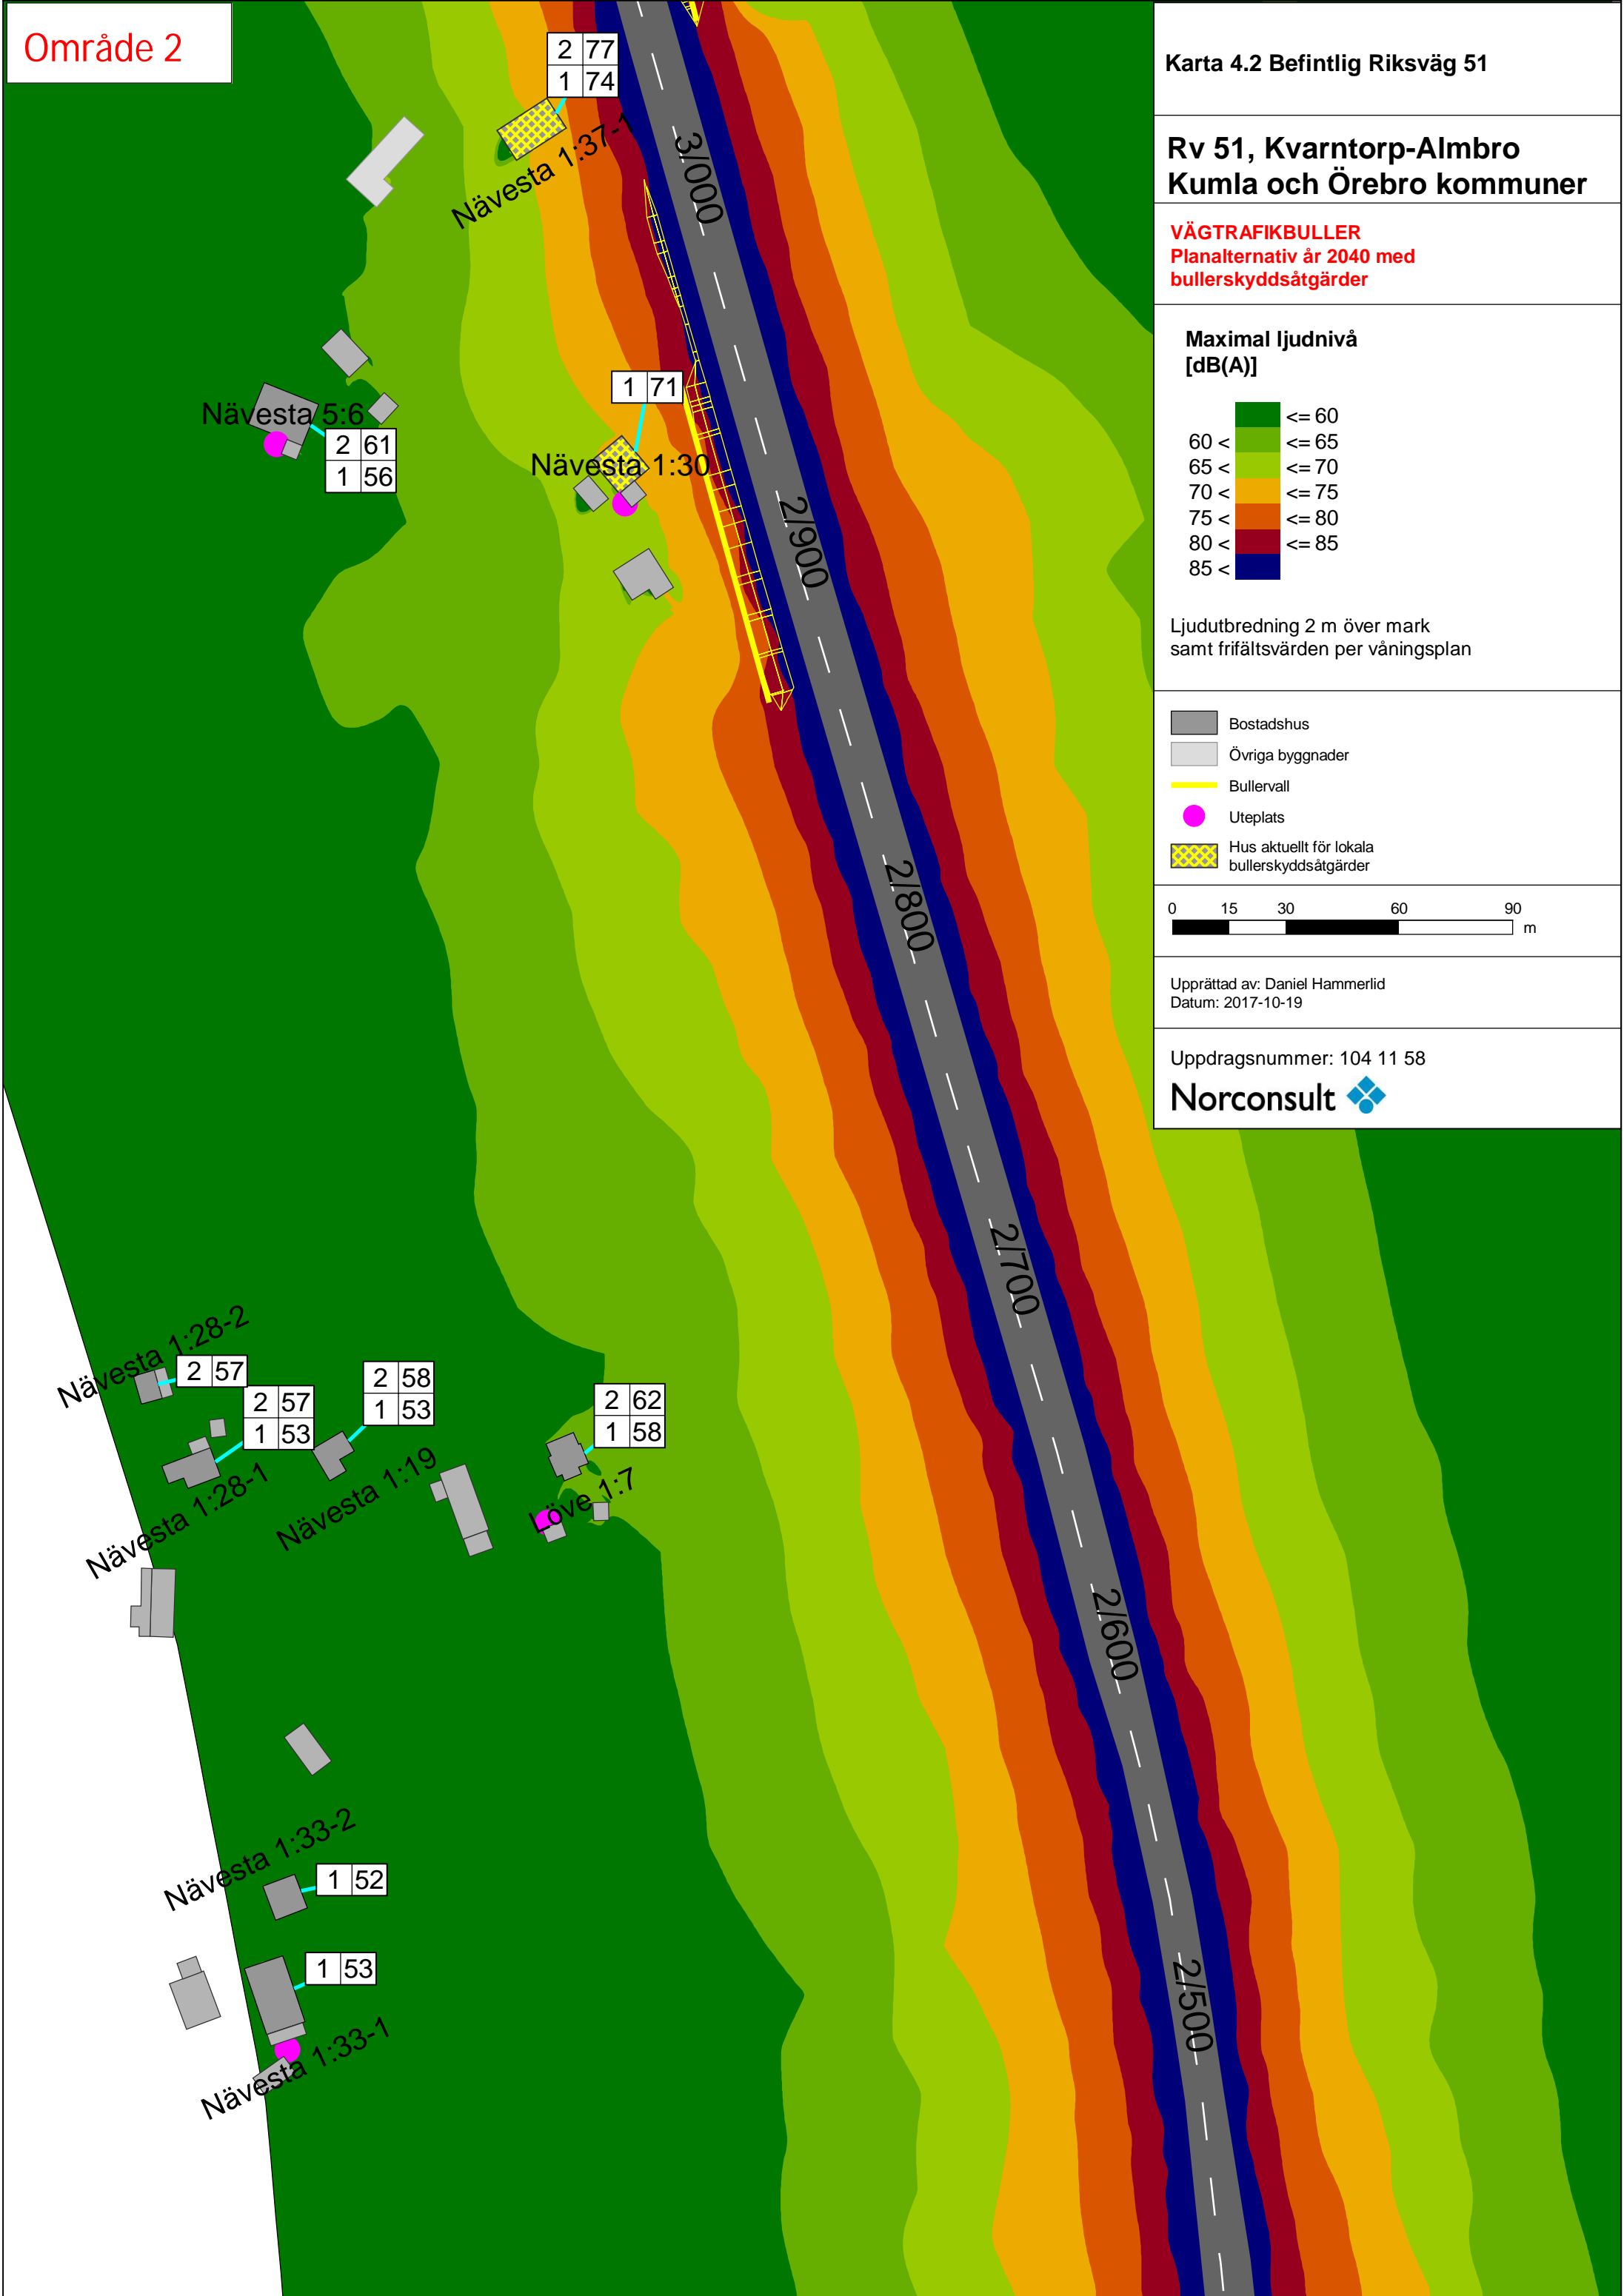 Område 2
2 77
1 74
Nävesta 1:37-1
3/000
1 71
Nävesta 5:6
2 61
1 56
Nävesta 1:30
2/900
2/800
2/700
Nävesta 1:28-2
2 57
2 57
1 53
2 58
1 53
2 62
1 58
Nävesta 1:28-1
Nävesta 1:19
Löve 1:7
2/600
Nävesta 1:33-2
1 52
1 53
2/500
Nävesta 1:33-1
Karta 4.2 Befintlig Riksväg 51
Rv 51, Kvarntorp-Almbro
Kumla och Örebro kommuner
VÄGTRAFIKBULLER
Planalternativ år 2040 med
bullerskyddsåtgärder
Maximal ljudnivå
[dB(A)]
<= 60
60 < <= 65
65 < <= 70
70 < <= 75
75 < <= 80
80 < <= 85
85 <
Ljudutbredning 2 m över mark
samt frifältsvärden per våningsplan
Bostadshus
Övriga byggnader
Bullervall
Uteplats
Hus aktuellt för lokala
bullerskyddsåtgärder
0 15 30 60 90
m
Upprättad av: Daniel Hammerlid
Datum: 2017-10-19
Uppdragsnummer: 104 11 58
Norconsult